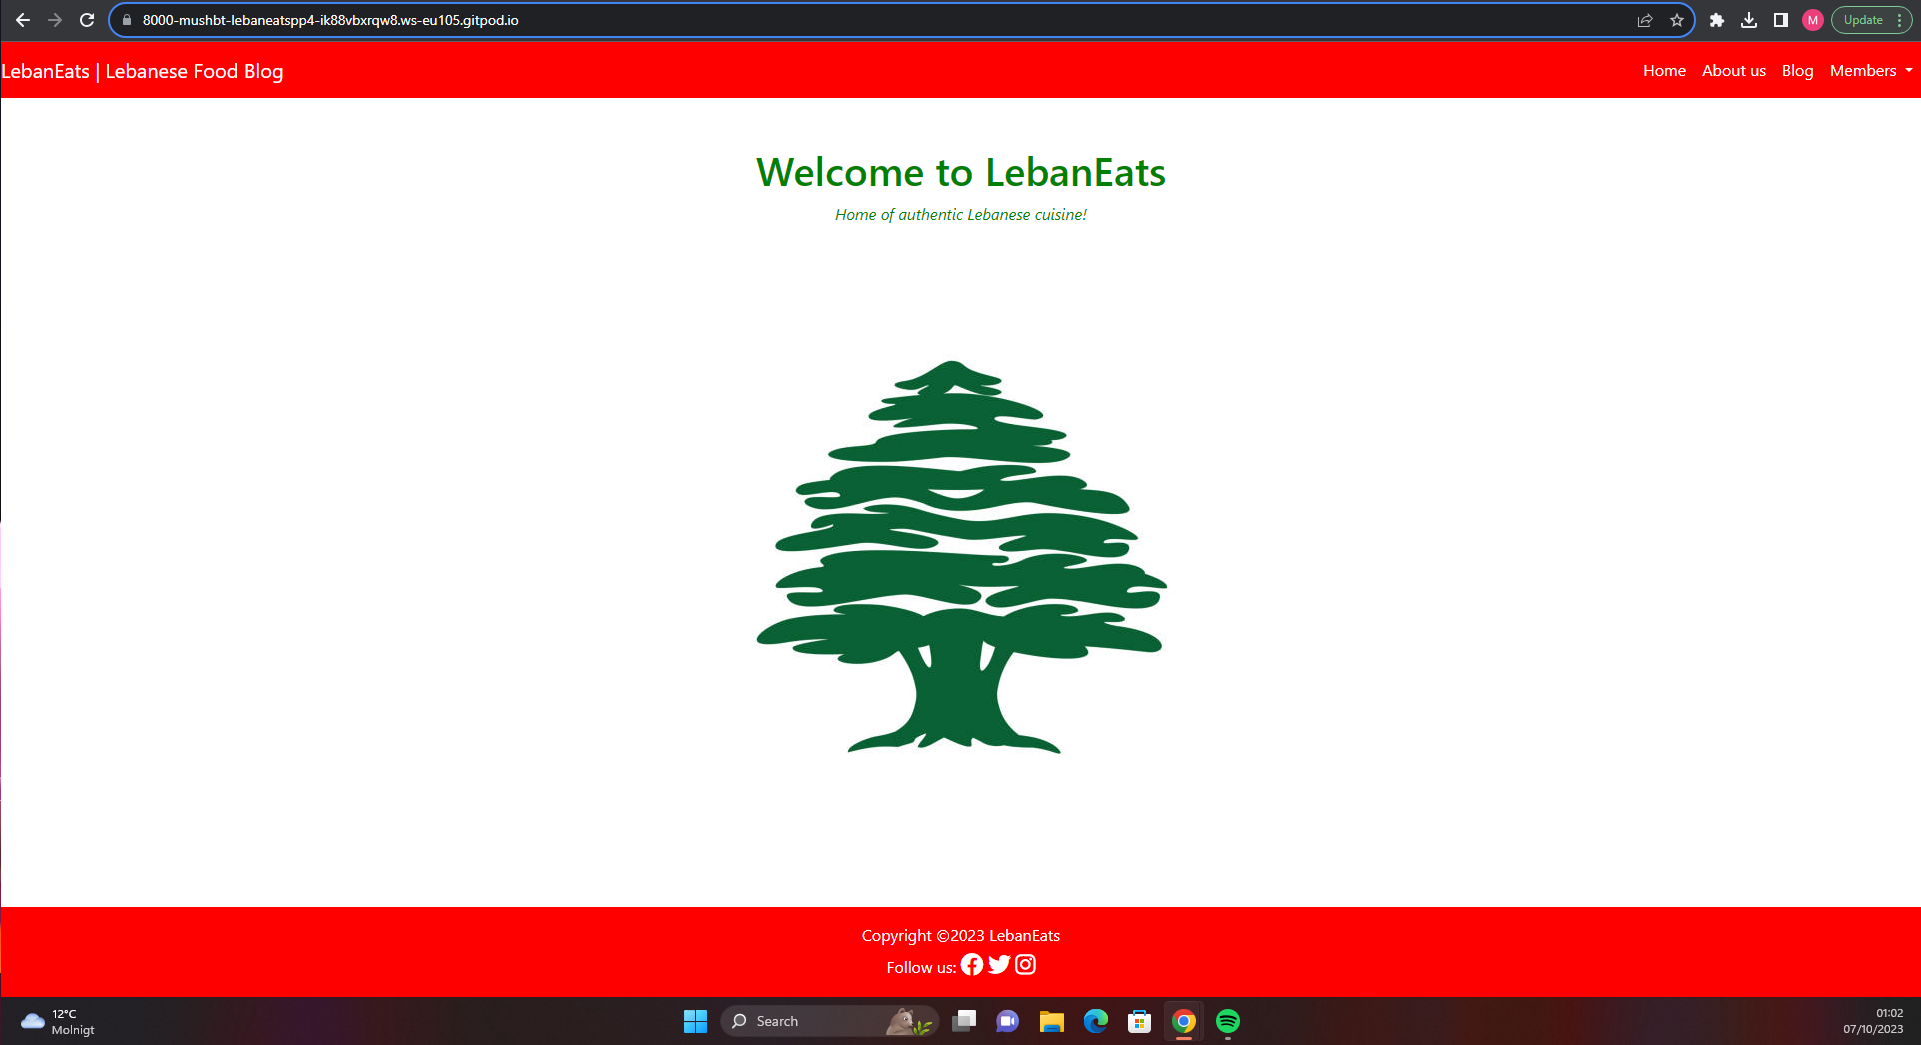 8000-mushbt-lebaneatspp4-ik88vbxrqw8.ws-eu105.gitpod.io
M
Update
LebanEats | Lebanese Food Blog
Home About us Blog Members
Welcome to LebanEats
Home of authentic Lebanese cuisine!
Copyright ©2023 LebanEats
Follow us:
12°C
Molnigt
Search
01:02
07/10/2023